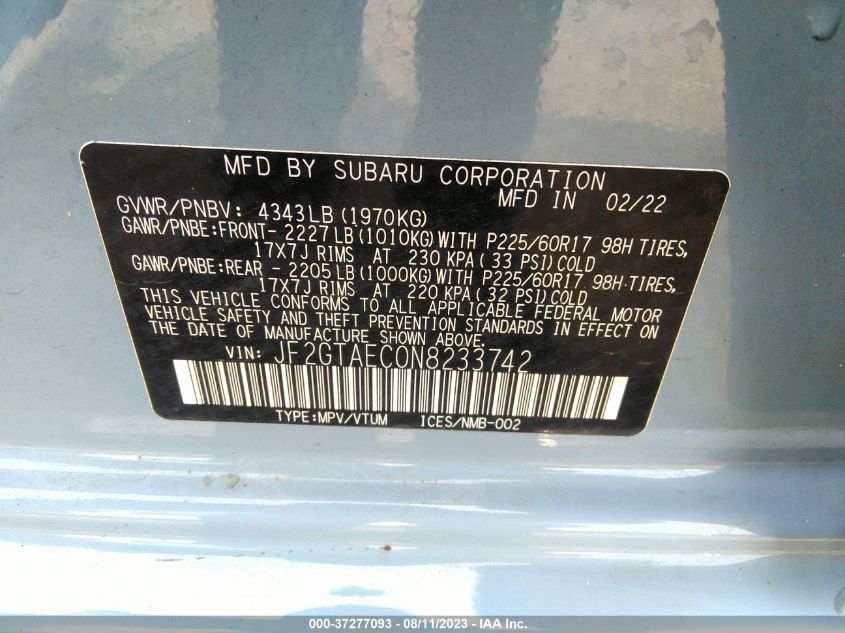 MFD BY SUBARU CORPORATION
MFD IN 02/22
GVWR/PNBV: 4343LB (1970KG)
GAWR/PNBE:FRONT- 2227LB (1010KG) WITH P225/60R17 98H TIRES,
17X7J RIMS AT 230 KPA ( 33 PSI) COLD
GAWR/PNBE:REAR - 2205LB (1000KG) WITH P225/60R17 98H TIRES,
17X7J RIMS AT 220 KPA ( 32 PSI) COLD
THIS VEHICLE CONFORMS TO ALL APPLICABLE FEDERAL MOTOR
VEHICLE SAFETY AND THEFT PREVENTION STANDARDS IN EFFECT ON
THE DATE OF MANUFACTURE SHOWN ABOVE.
VIN: JF2GTAEC0N8233742
TYPE:MPV/VTUM ICES/NMB-002
000-37277093 - 08/11/2023 - IAA Inc.